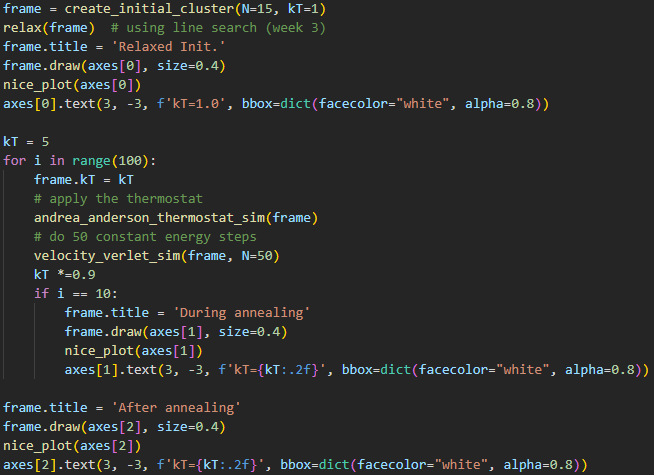 frame = create_initial_cluster(N=15, kT=1)
relax(frame)  # using line search (week 3)
frame.title = 'Relaxed Init.'
frame.draw(axes[0], size=0.4)
nice_plot(axes[0])
axes[0].text(3, -3, f'kT=1.0', bbox=dict(facecolor="white", alpha=0.8))

kT = 5
for i in range(100):
    frame.kT = kT
    # apply the thermostat
    andrea_anderson_thermostat_sim(frame)
    # do 50 constant energy steps
    velocity_verlet_sim(frame, N=50)
    kT *=0.9
    if i == 10:
        frame.title = 'During annealing'
        frame.draw(axes[1], size=0.4)
        nice_plot(axes[1])
        axes[1].text(3, -3, f'kT={kT:.2f}', bbox=dict(facecolor="white", alpha=0.8))

frame.title = 'After annealing'
frame.draw(axes[2], size=0.4)
nice_plot(axes[2])
axes[2].text(3, -3, f'kT={kT:.2f}', bbox=dict(facecolor="white", alpha=0.8))